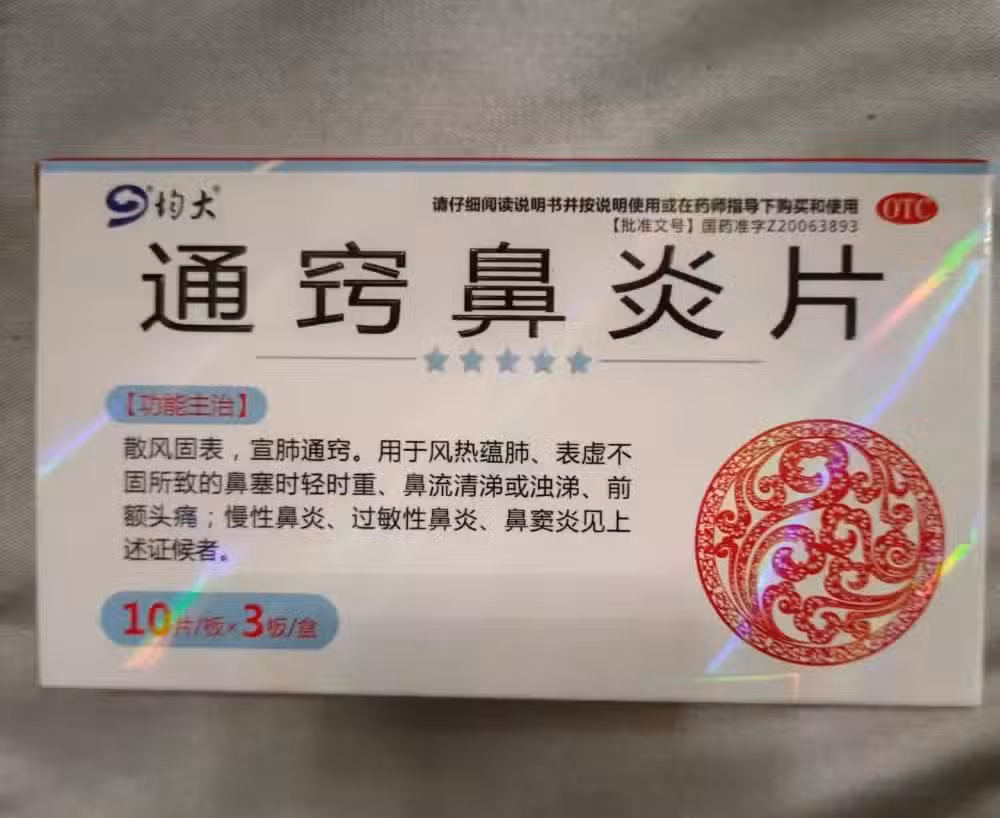 均大
请仔细阅读说明书并按说明使用或在药师指导下购买和使用
OTC
【批准文号】国药准字Z20063893
通窍鼻炎片
【功能主治】
散风固表，宣肺通窍。用于风热蕴肺、表虚不
固所致的鼻塞时轻时重、鼻流清涕或浊涕、前
额头痛；慢性鼻炎、过敏性鼻炎、鼻窦炎见上
述证候者。
10片/板×3板/盒